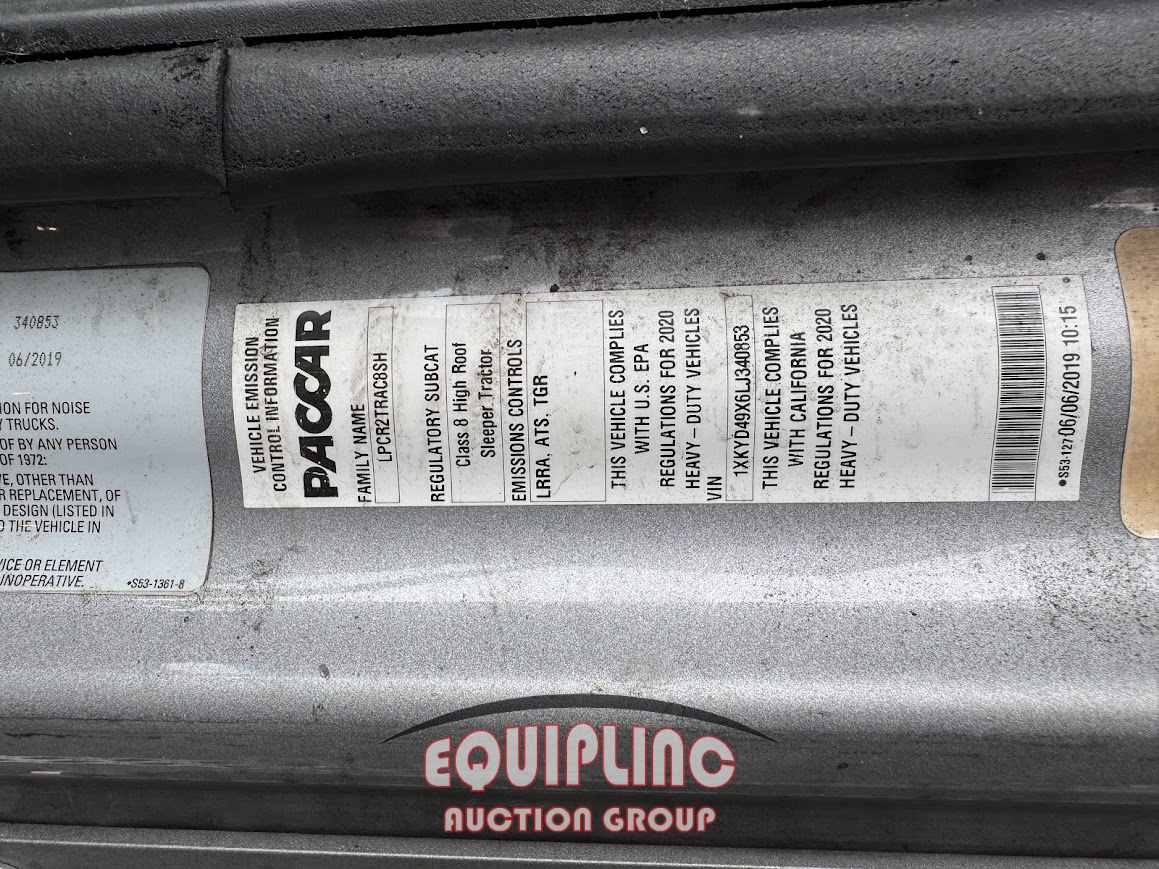 340853
06/2019
ION FOR NOISE
Y TRUCKS.
OF BY ANY PERSON
OF 1972:
VE, OTHER THAN
R REPLACEMENT, OF
DESIGN (LISTED IN
O THE VEHICLE IN
VICE OR ELEMENT
INOPERATIVE.
•S53-1361-8
VEHICLE EMISSION
CONTROL INFORMATION
PACCAR
FAMILY NAME
LPCR2TRAC8SH
REGULATORY SUBCAT
Class 8 High Roof
Sleeper Tractor
EMISSIONS CONTROLS
LRRA, ATS, TGR
THIS VEHICLE COMPLIES
WITH U.S. EPA
REGULATIONS FOR 2020
HEAVY – DUTY VEHICLES
VIN
1XKYD49X6LJ340853
THIS VEHICLE COMPLIES
WITH CALIFORNIA
REGULATIONS FOR 2020
HEAVY – DUTY VEHICLES
•S53-127 06/06/2019 10:15
EQUIPLINC
AUCTION GROUP